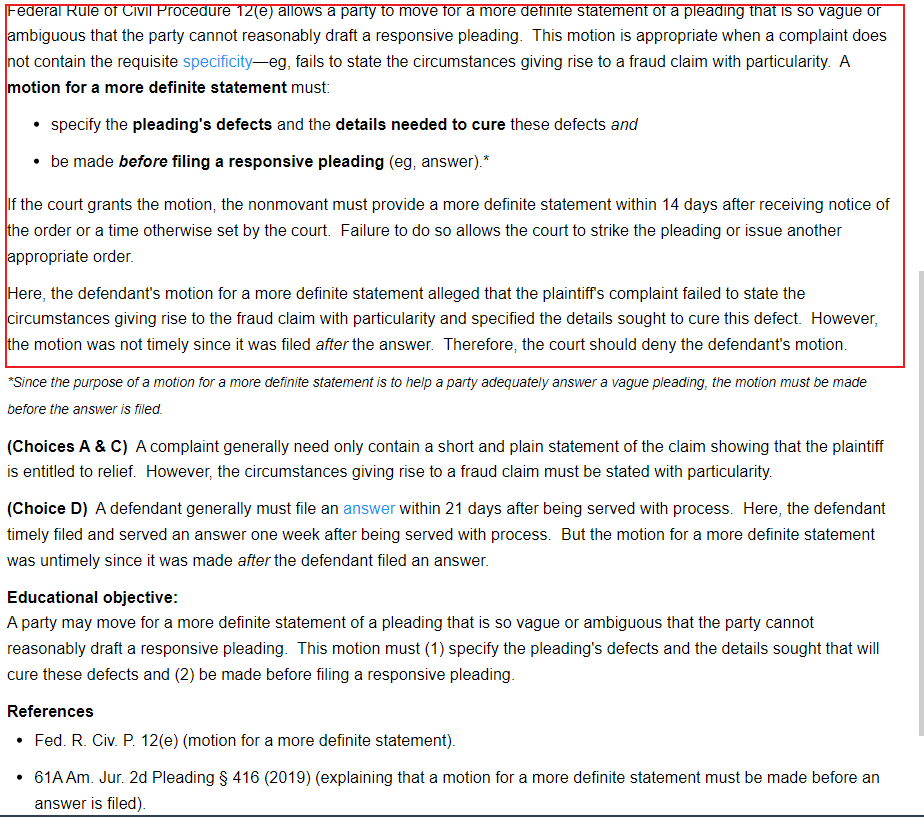 Federal Rule of Civil Procedure 12(e) allows a party to move for a more definite statement of a pleading that is so vague or
ambiguous that the party cannot reasonably draft a responsive pleading.  This motion is appropriate when a complaint does
not contain the requisite specificity—eg, fails to state the circumstances giving rise to a fraud claim with particularity.  A
motion for a more definite statement must:
• specify the pleading's defects and the details needed to cure these defects and
• be made before filing a responsive pleading (eg, answer).*
If the court grants the motion, the nonmovant must provide a more definite statement within 14 days after receiving notice of
the order or a time otherwise set by the court.  Failure to do so allows the court to strike the pleading or issue another
appropriate order.
Here, the defendant's motion for a more definite statement alleged that the plaintiff's complaint failed to state the
circumstances giving rise to the fraud claim with particularity and specified the details sought to cure this defect.  However,
the motion was not timely since it was filed after the answer.  Therefore, the court should deny the defendant's motion.
*Since the purpose of a motion for a more definite statement is to help a party adequately answer a vague pleading, the motion must be made
before the answer is filed.
(Choices A & C)  A complaint generally need only contain a short and plain statement of the claim showing that the plaintiff
is entitled to relief.  However, the circumstances giving rise to a fraud claim must be stated with particularity.
(Choice D)  A defendant generally must file an answer within 21 days after being served with process.  Here, the defendant
timely filed and served an answer one week after being served with process.  But the motion for a more definite statement
was untimely since it was made after the defendant filed an answer.
Educational objective:
A party may move for a more definite statement of a pleading that is so vague or ambiguous that the party cannot
reasonably draft a responsive pleading.  This motion must (1) specify the pleading's defects and the details sought that will
cure these defects and (2) be made before filing a responsive pleading.
References
• Fed. R. Civ. P. 12(e) (motion for a more definite statement).
• 61A Am. Jur. 2d Pleading § 416 (2019) (explaining that a motion for a more definite statement must be made before an
answer is filed).